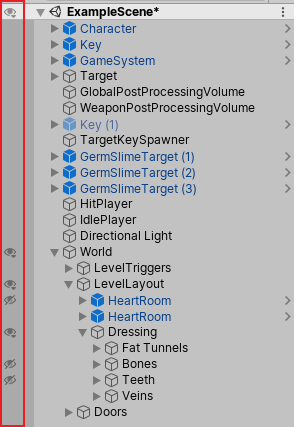 ExampleScene*
Character
Key
GameSystem
Target
GlobalPostProcessingVolume
WeaponPostProcessingVolume
Key (1)
TargetKeySpawner
GermSlimeTarget (1)
GermSlimeTarget (2)
GermSlimeTarget (3)
HitPlayer
IdlePlayer
Directional Light
World
LevelTriggers
LevelLayout
HeartRoom
HeartRoom
Dressing
Fat Tunnels
Bones
Teeth
Veins
Doors